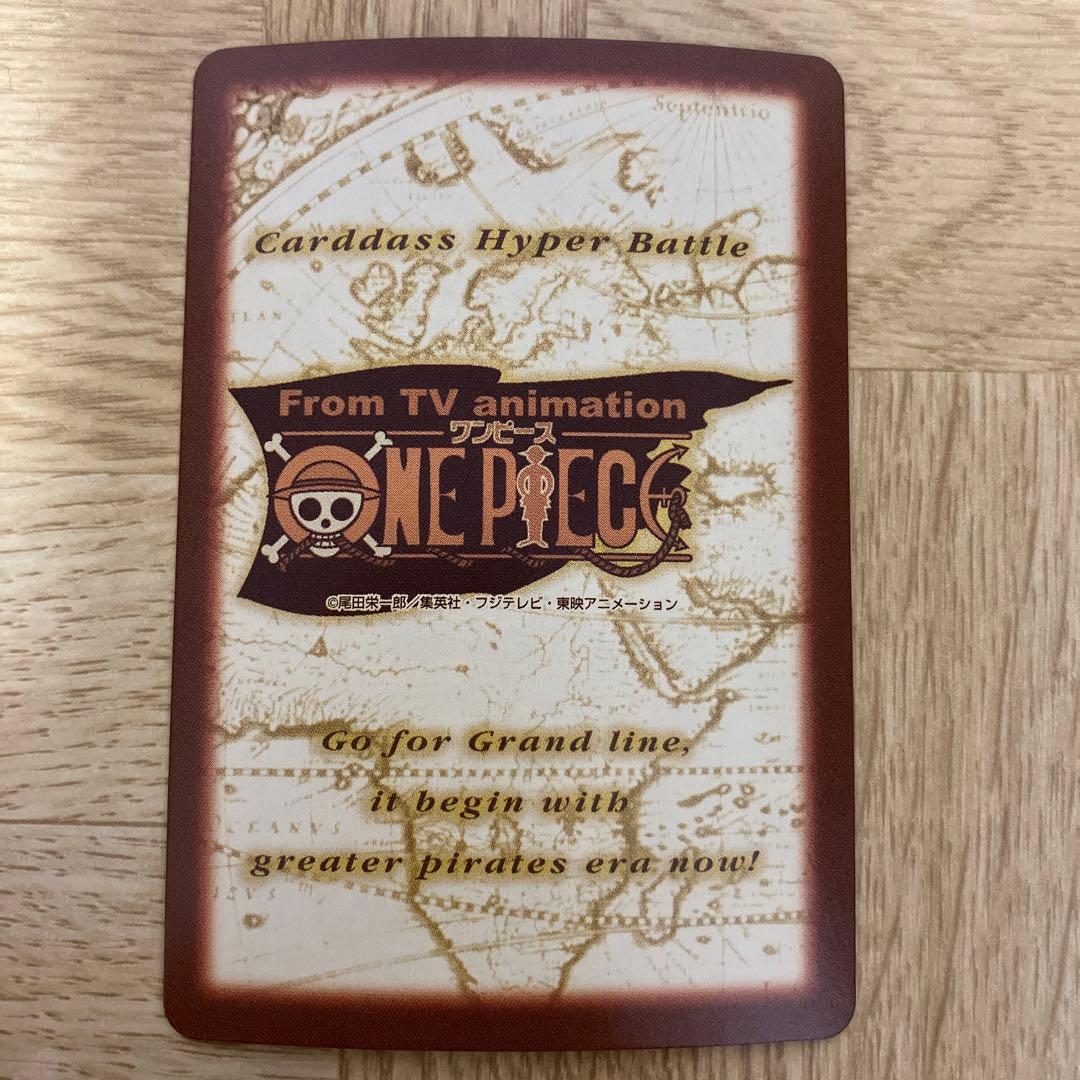 Septentrio
Carddass Hyper Battle
From TV animation
ワンピース
ONE PIECE
©尾田栄一郎/集英社・フジテレビ・東映アニメーション
Go for Grand line,
it begin with
greater pirates era now!